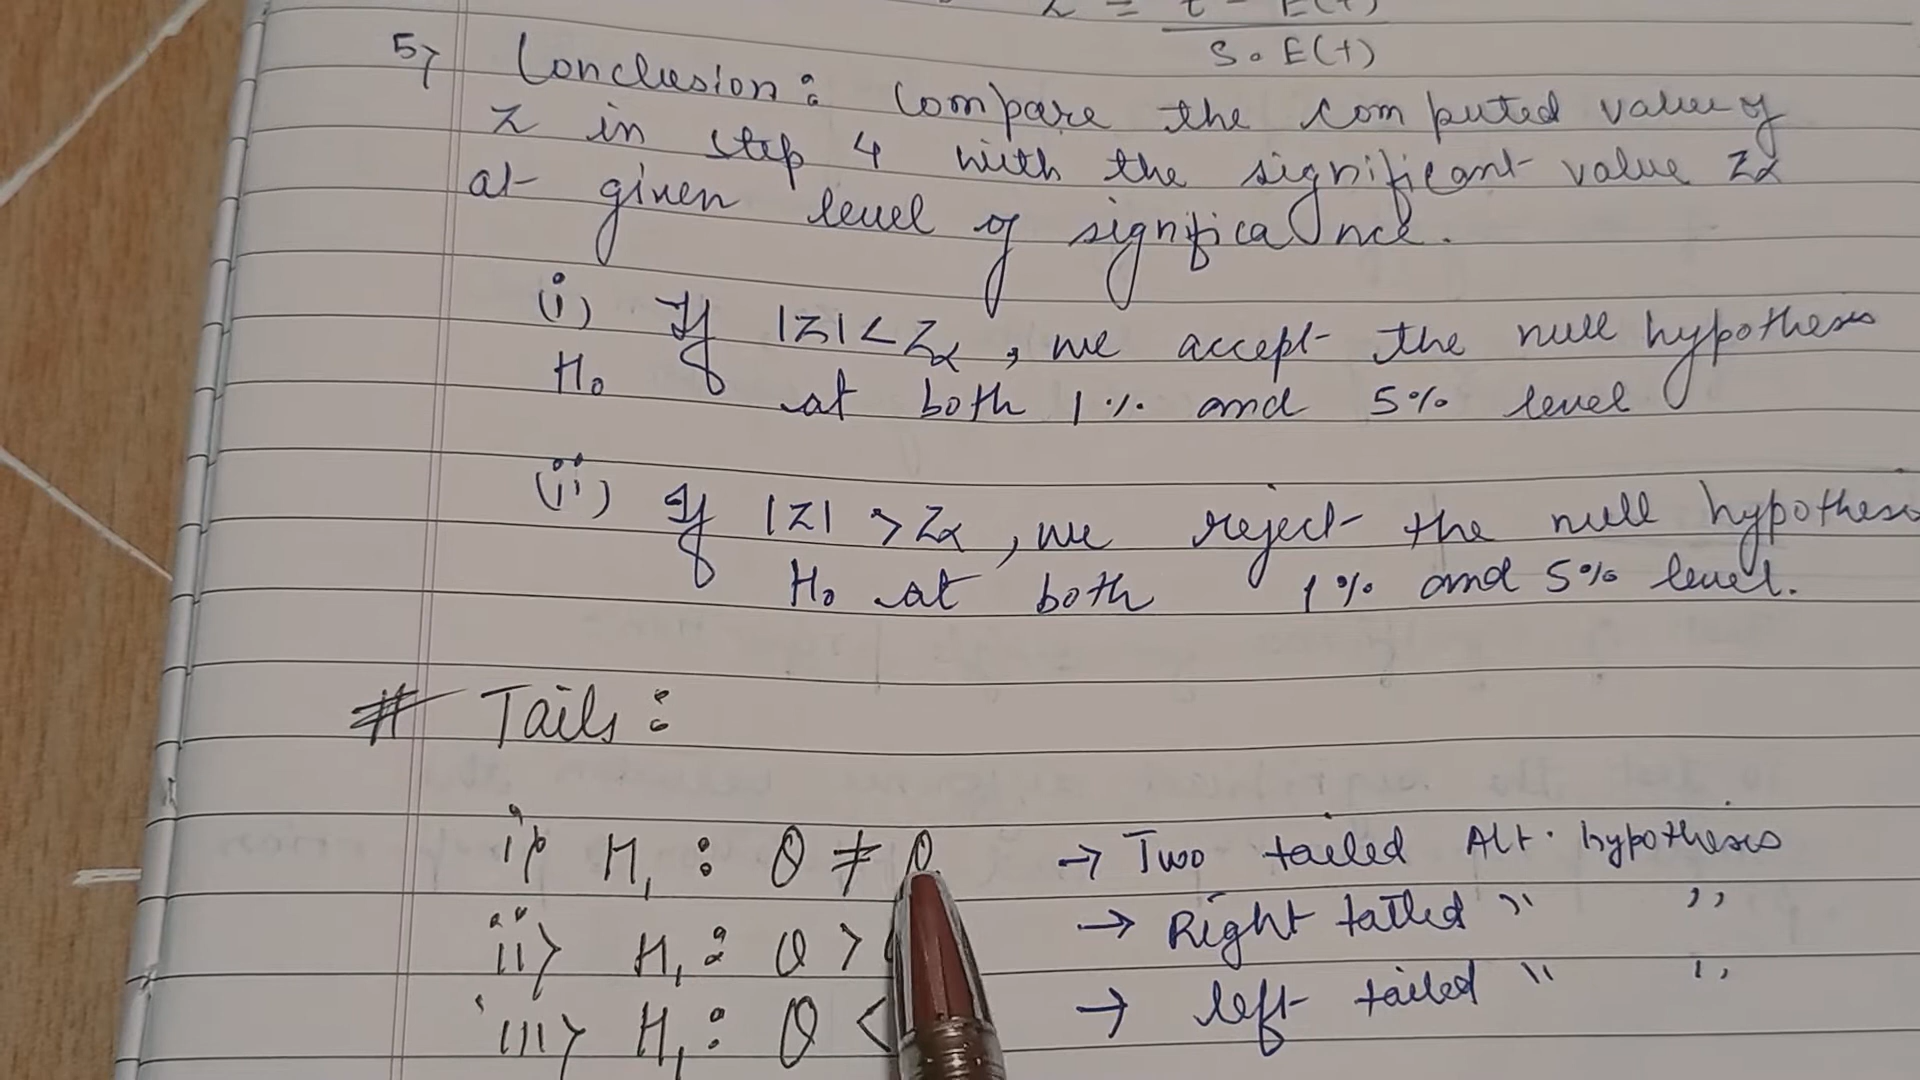 z = t - E(t)
S.E(t)
5> Conclusion: Compare the computed value of
Z in step 4 with the significant value Zα
at given level of significance.
(i) If |Z| < Zα, we accept the null hypothesis
H₀ at both 1% and 5% level
(ii) If |Z| > Zα, we reject the null hypothesis
H₀ at both 1% and 5% level.
# Tails:
i> H₁ : θ ≠ θ → Two tailed Alt. hypothesis
ii> H₁ : θ > → Right tailed " "
iii> H₁ : θ < → left tailed " "